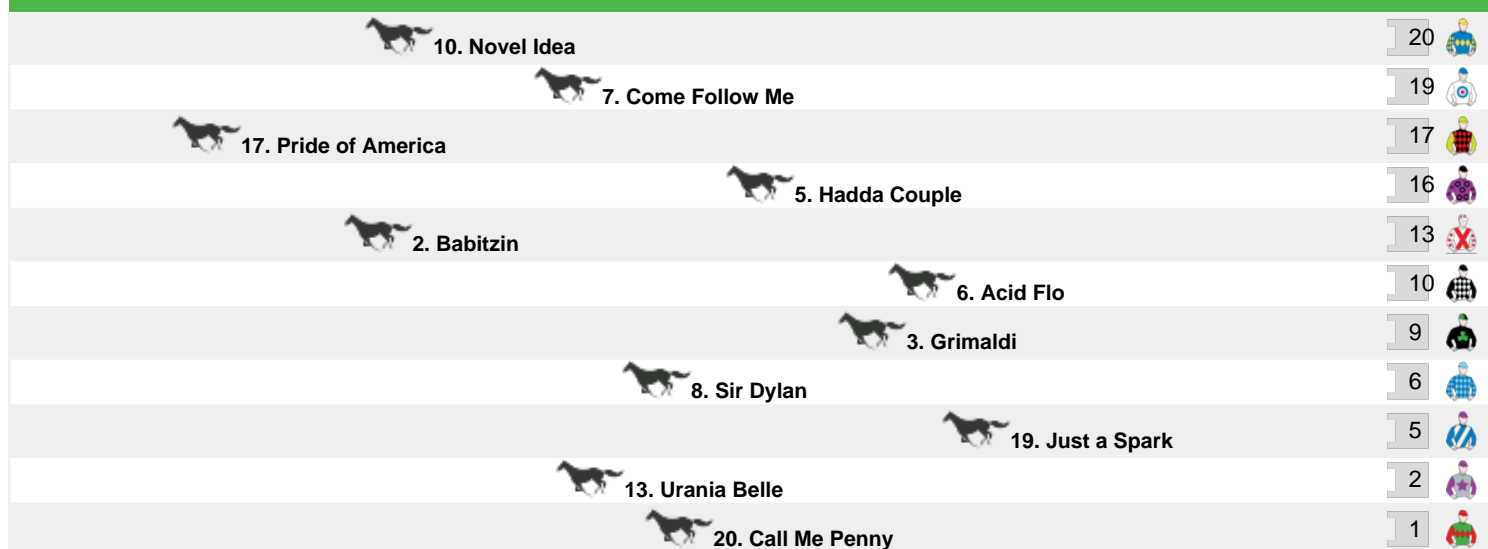 10. Novel Idea 20
7. Come Follow Me 19
17. Pride of America 17
5. Hadda Couple 16
2. Babitzin 13
6. Acid Flo 10
3. Grimaldi 9
8. Sir Dylan 6
19. Just a Spark 5
13. Urania Belle 2
20. Call Me Penny 1